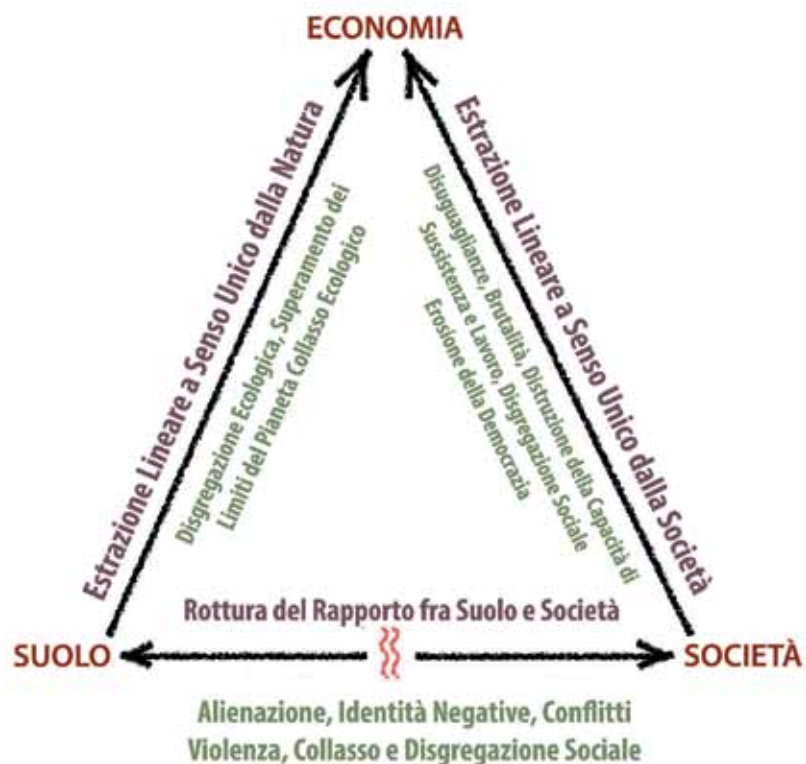 ECONOMIA
Estrazione Lineare a Senso Unico dalla Natura
Disgregazione Ecologica, Superamento dei
Limiti del Pianeta Collasso Ecologico
Estrazione Lineare a Senso Unico dalla Società
Disuguaglianze, Brutalità, Distruzione della Capacità di
Sussistenza e Lavoro, Disgregazione Sociale
Erosione della Democrazia
Rottura del Rapporto fra Suolo e Società
SUOLO
SOCIETÀ
Alienazione, Identità Negative, Conflitti
Violenza, Collasso e Disgregazione Sociale